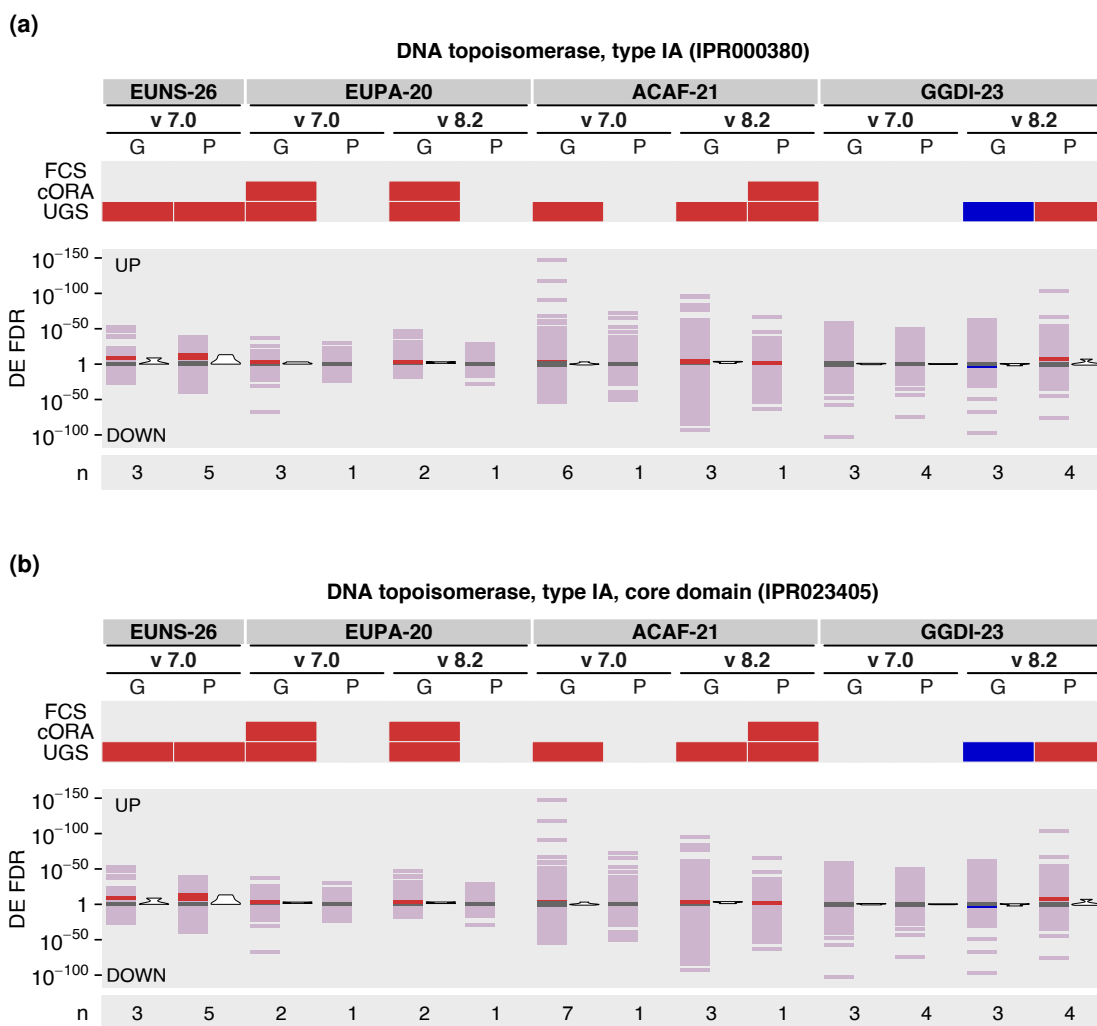 (a)
DNA topoisomerase, type IA (IPR000380)
EUNS-26 EUPA-20 ACAF-21 GGDI-23
v 7.0 v 7.0 v 8.2 v 7.0 v 8.2 v 7.0 v 8.2
G P G P G P G P G P G P G P
FCS
cORA
UGS
10−150
UP
10−100
10−50
DE FDR
1
10−50
10−100
DOWN
n 3 5 3 1 2 1 6 1 3 1 3 4 3 4
(b)
DNA topoisomerase, type IA, core domain (IPR023405)
EUNS-26 EUPA-20 ACAF-21 GGDI-23
v 7.0 v 7.0 v 8.2 v 7.0 v 8.2 v 7.0 v 8.2
G P G P G P G P G P G P G P
FCS
cORA
UGS
10−150
UP
10−100
10−50
DE FDR
1
10−50
10−100
DOWN
n 3 5 2 1 2 1 7 1 3 1 3 4 3 4